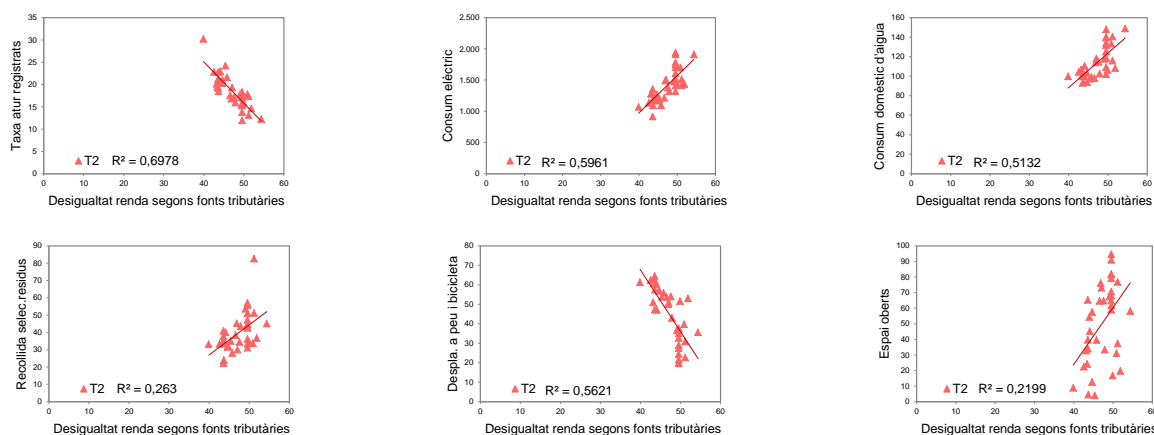 Taxa atur registrats
35
30
25
20
15
10
5
0
T2 R² = 0,6978
0 10 20 30 40 50 60
Desigualtat renda segons fonts tributàries
Consum elèctric
2.500
2.000
1.500
1.000
500
0
T2 R² = 0,5961
0 10 20 30 40 50 60
Desigualtat renda segons fonts tributàries
Consum domèstic d'aigua
160
140
120
100
80
60
40
20
0
T2 R² = 0,5132
0 10 20 30 40 50 60
Desigualtat renda segons fonts tributàries
Recollida selec.residus
90
80
70
60
50
40
30
20
10
0
T2 R² = 0,263
0 10 20 30 40 50 60
Desigualtat renda segons fonts tributàries
Despla. a peu i bicicleta
80
70
60
50
40
30
20
10
0
T2 R² = 0,5621
0 10 20 30 40 50 60
Desigualtat renda segons fonts tributàries
Espai oberts
100
90
80
70
60
50
40
30
20
10
0
T2 R² = 0,2199
0 10 20 30 40 50 60
Desigualtat renda segons fonts tributàries